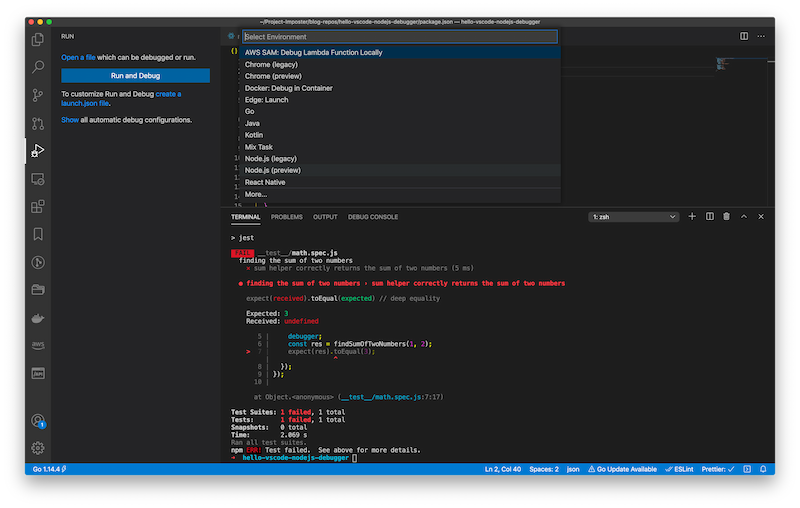 ~/Project-Imposter/blog-repos/hello-vscode-nodejs-debugger/package.json — hello-vscode-nodejs-debugger
RUN
Open a file which can be debugged or run.
Run and Debug
To customize Run and Debug create a
launch.json file.
Show all automatic debug configurations.
Select Environment
{}
AWS SAM: Debug Lambda Function Locally
Chrome (legacy)
Chrome (preview)
Docker: Debug in Container
Edge: Launch
Go
Java
Kotlin
Mix Task
Node.js (legacy)
Node.js (preview)
React Native
More...
TERMINAL PROBLEMS OUTPUT DEBUG CONSOLE 1: zsh
> jest
FAIL __test__/math.spec.js
finding the sum of two numbers
× sum helper correctly returns the sum of two numbers (5 ms)
● finding the sum of two numbers › sum helper correctly returns the sum of two numbers
expect(received).toEqual(expected) // deep equality
Expected: 3
Received: undefined
5 | debugger;
6 | const res = findSumOfTwoNumbers(1, 2);
> 7 | expect(res).toEqual(3);
| ^
8 | });
9 | });
10 |
at Object.<anonymous> (__test__/math.spec.js:7:17)
Test Suites: 1 failed, 1 total
Tests: 1 failed, 1 total
Snapshots: 0 total
Time: 2.069 s
Ran all test suites.
npm ERR! Test failed. See above for more details.
→ hello-vscode-nodejs-debugger
aws
1
Go 1.14.4 Ln 2, Col 40 Spaces: 2 json Go Update Available ESLint Prettier: ✓